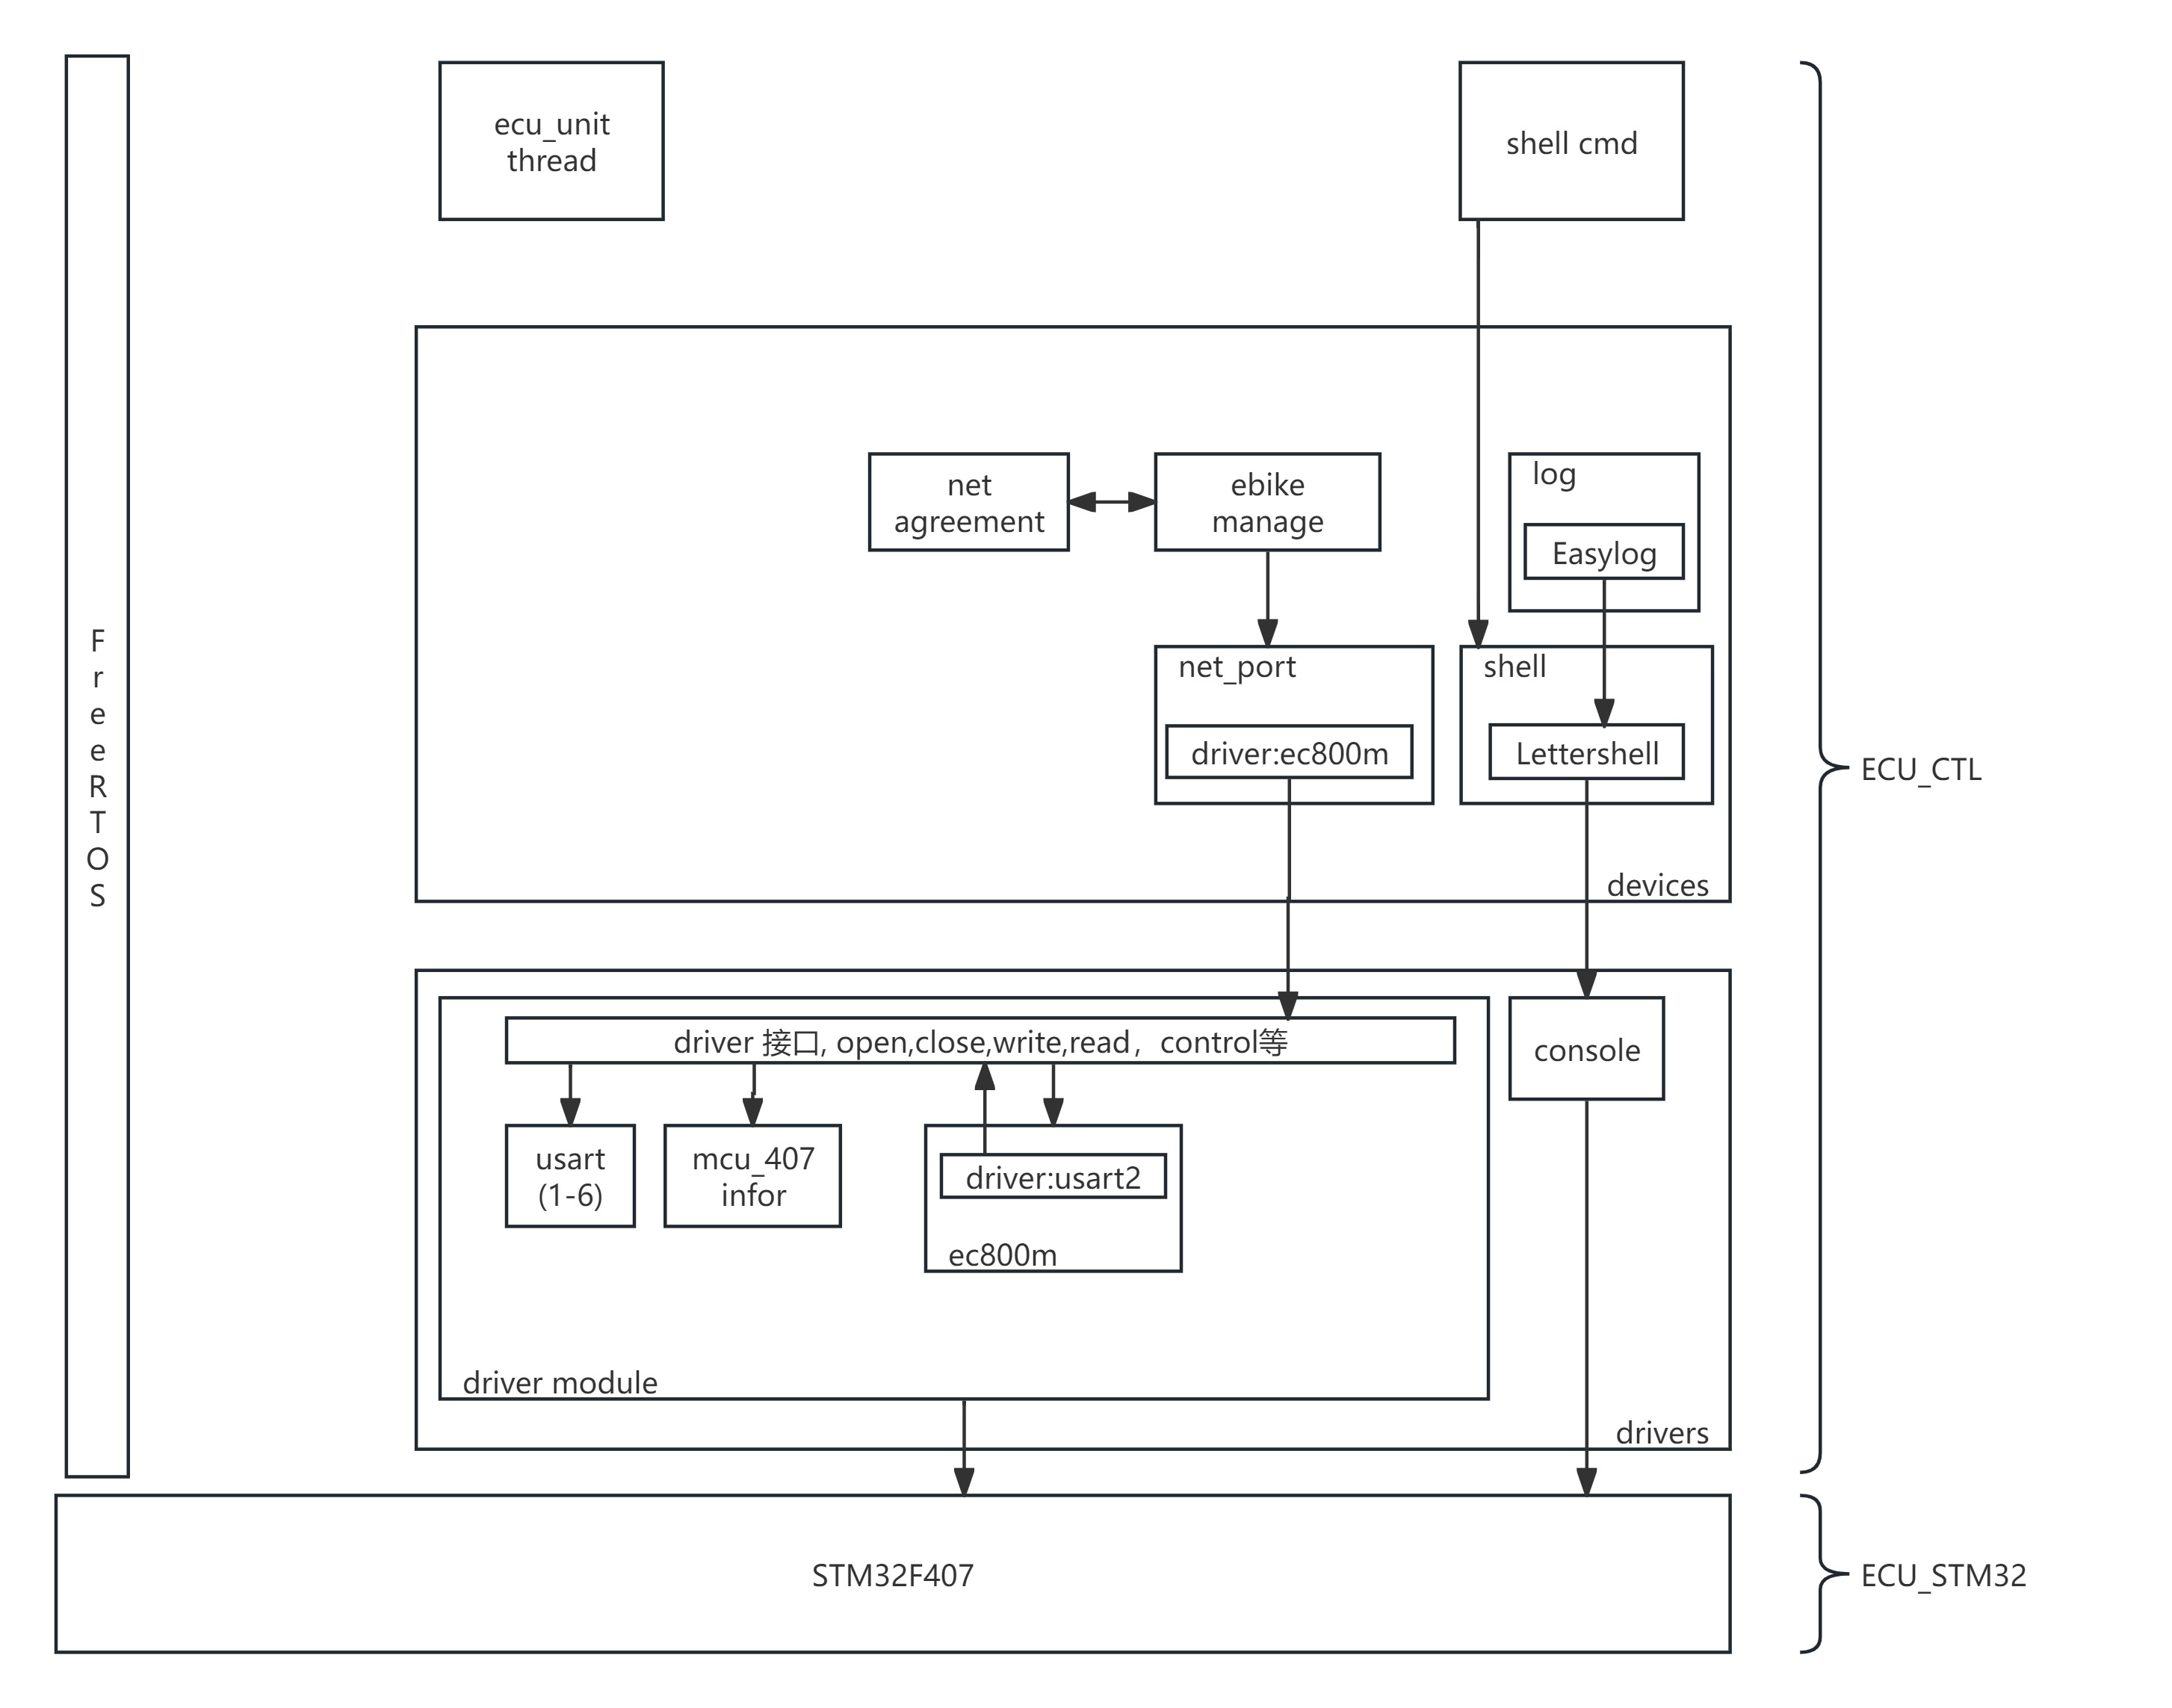 ecu_unit
thread
shell cmd
net
agreement
ebike
manage
log
Easylog
F
r
e
e
R
T
O
S
net_port
driver:ec800m
shell
Lettershell
ECU_CTL
devices
driver 接口, open,close,write,read，control等
console
usart
(1-6)
mcu_407
infor
driver:usart2
ec800m
driver module
drivers
STM32F407
ECU_STM32